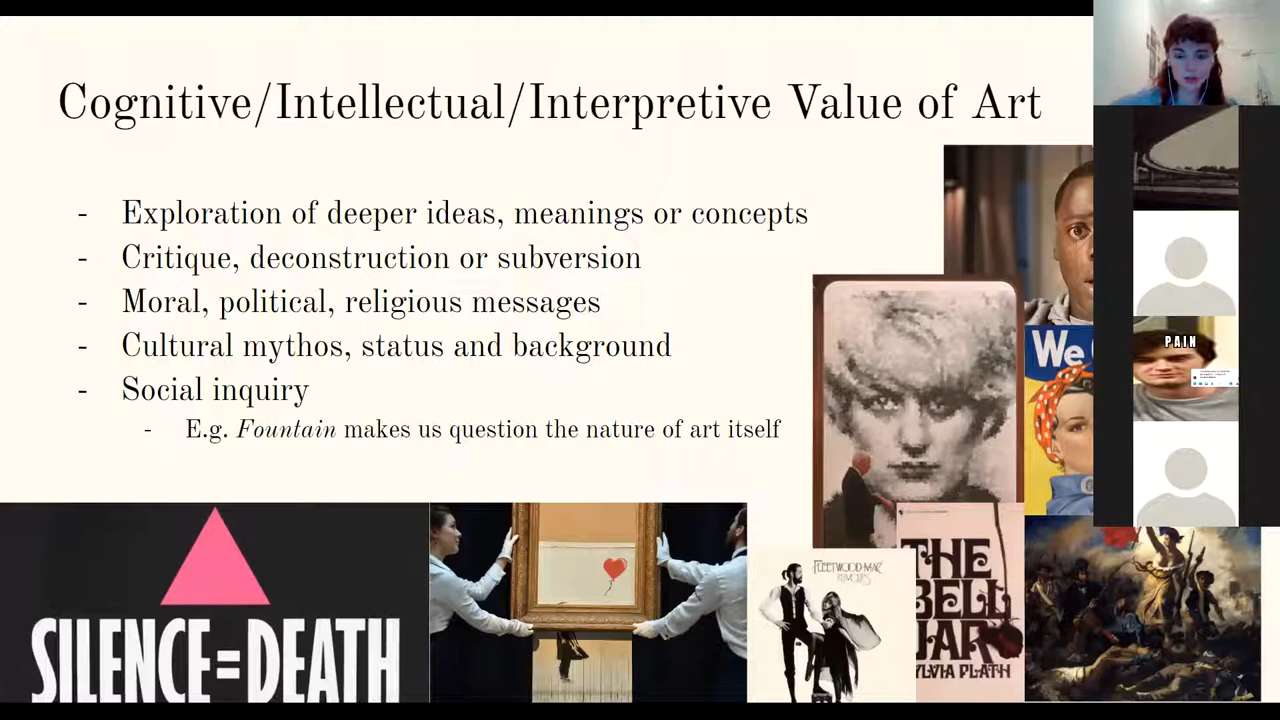 Cognitive/Intellectual/Interpretive Value of Art
- Exploration of deeper ideas, meanings or concepts
- Critique, deconstruction or subversion
- Moral, political, religious messages
- Cultural mythos, status and background
- Social inquiry
- E.g. Fountain makes us question the nature of art itself
PAIN
We
SILENCE=DEATH
FLEETWOOD MAC
RUMOURS
THE
BELL
JAR
SYLVIA PLATH